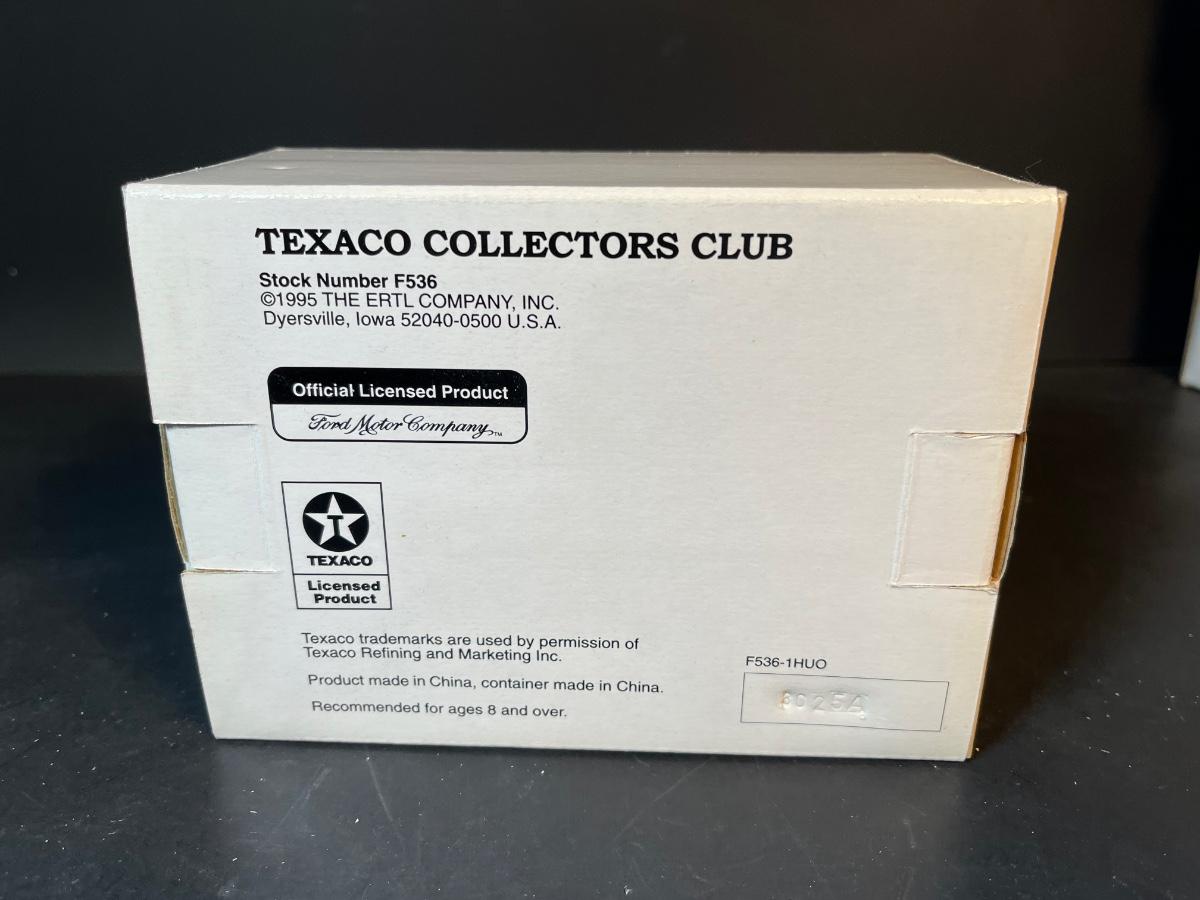 TEXACO COLLECTORS CLUB
Stock Number F536
©1995 THE ERTL COMPANY, INC.
Dyersville, Iowa 52040-0500 U.S.A.
Official Licensed Product
Ford Motor Company™
T
TEXACO
Licensed
Product
Texaco trademarks are used by permission of
Texaco Refining and Marketing Inc.
Product made in China, container made in China.
Recommended for ages 8 and over.
F536-1HUO